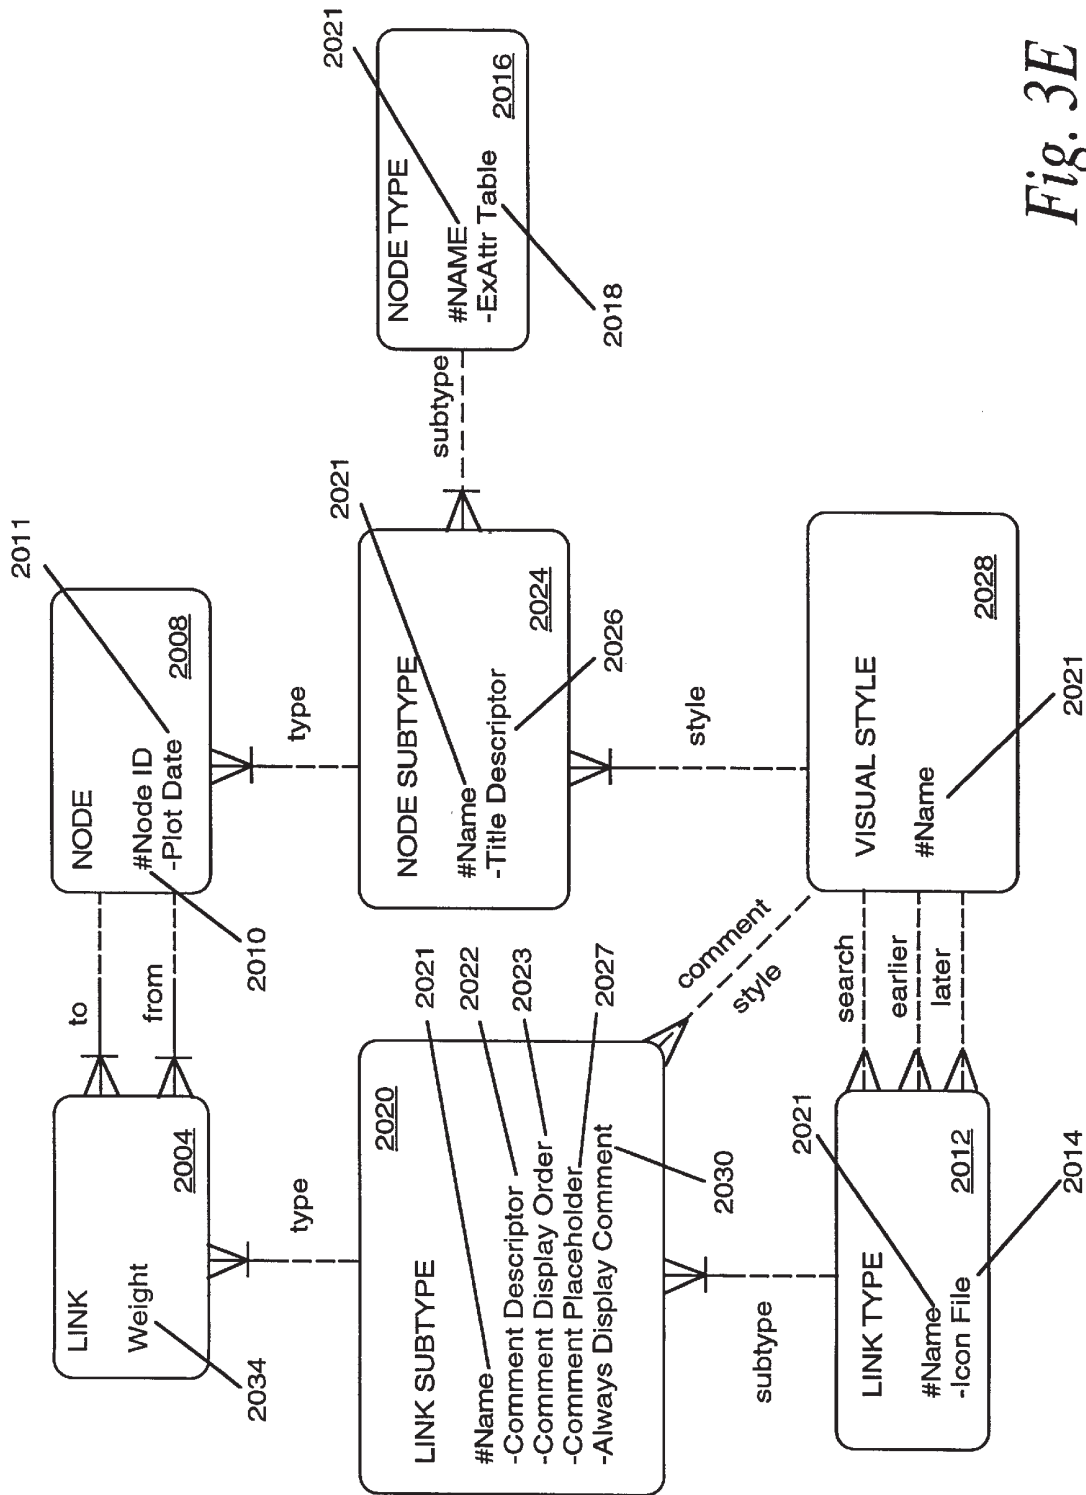 LINK
Weight
2004
2034
to
from
NODE
#Node ID
-Plot Date
2008
2010
2011
type
type
LINK SUBTYPE
2020
#Name
-Comment Descriptor
-Comment Display Order
-Comment Placeholder
-Always Display Comment
2021
2022
2023
2027
2030
NODE SUBTYPE
#Name
-Title Descriptor
2024
2021
2026
subtype
NODE TYPE
#NAME
-ExAttr Table
2016
2021
2018
comment
style
style
subtype
LINK TYPE
#Name
-Icon File
2012
2021
2014
search
earlier
later
VISUAL STYLE
#Name
2028
2021
Fig. 3E